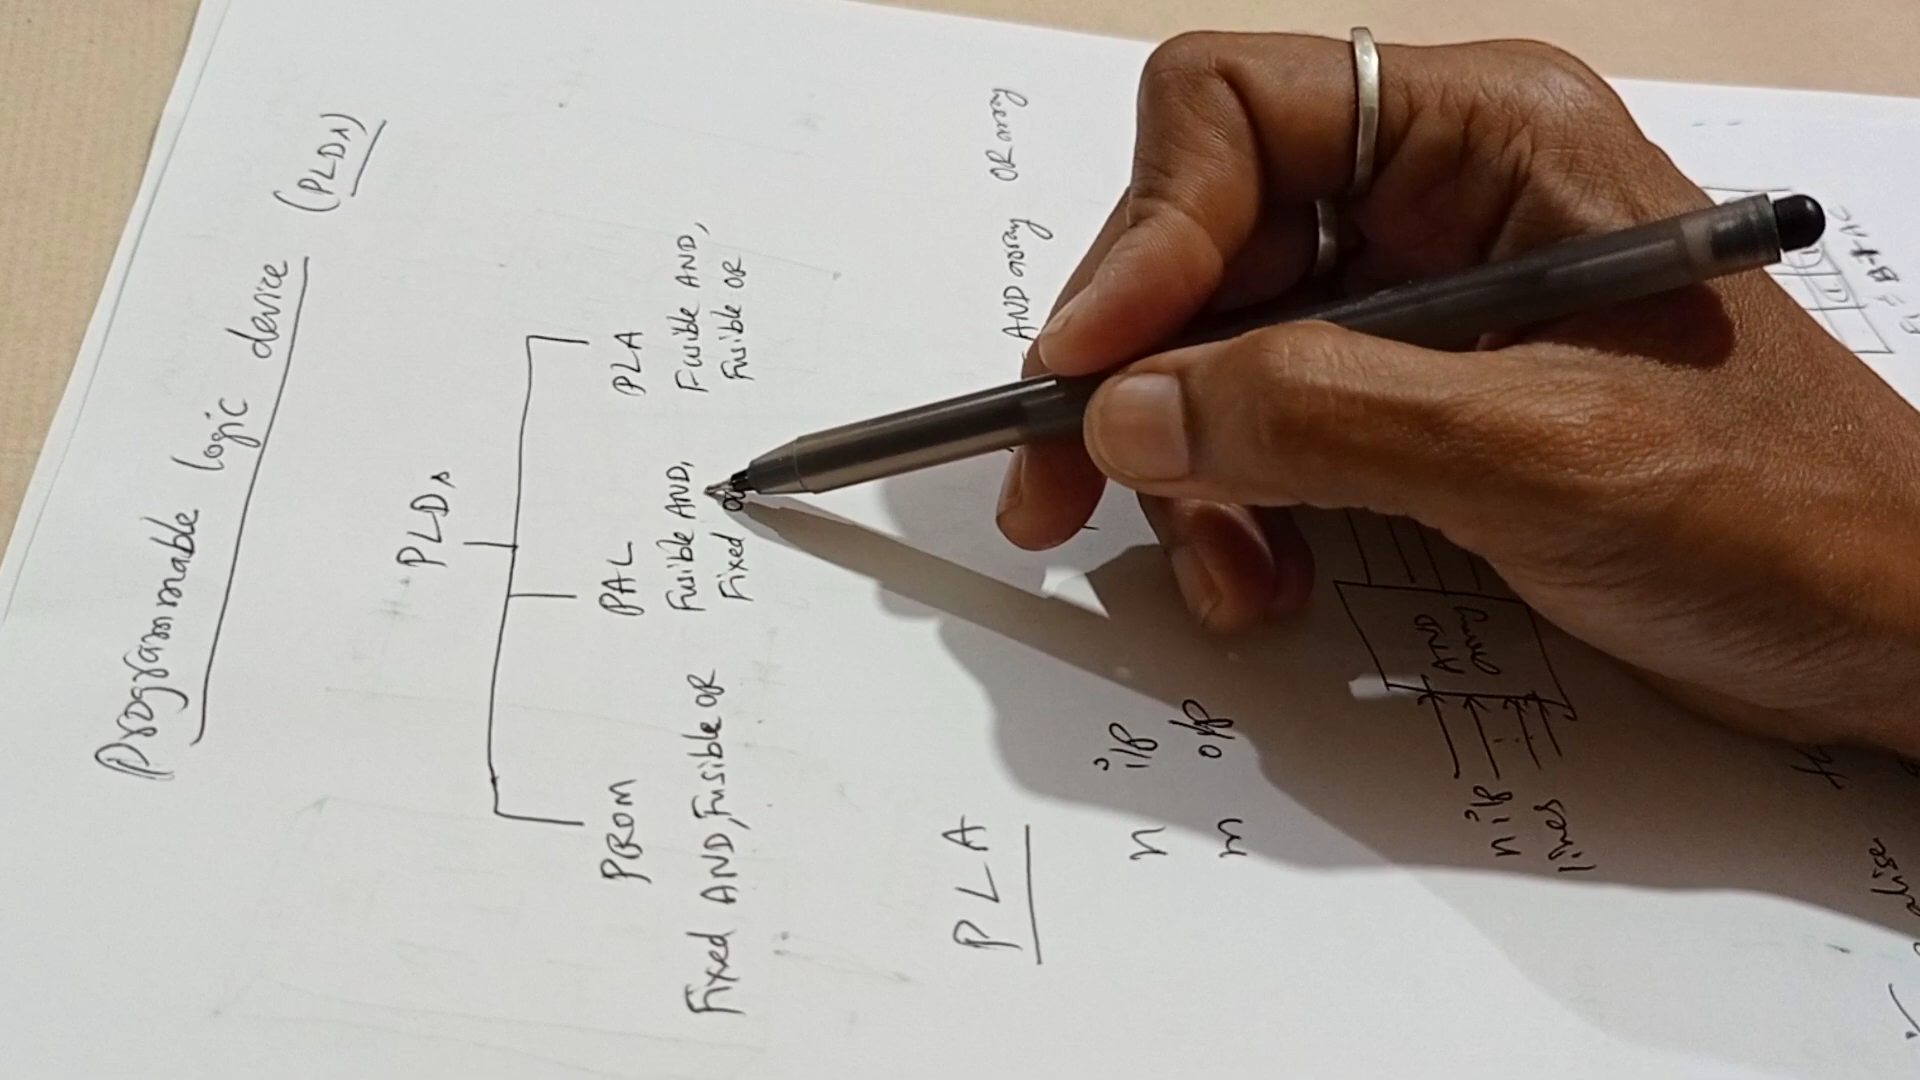 Programmable logic device (PLDs)
PLDs
PROM PAL PLA
Fixed AND, Fusible OR
Fusible AND,
Fixed
Fusible AND,
Fusible OR
PLA
AND array OR array
n i/p
m o/p
AND
array
n i/p
lines